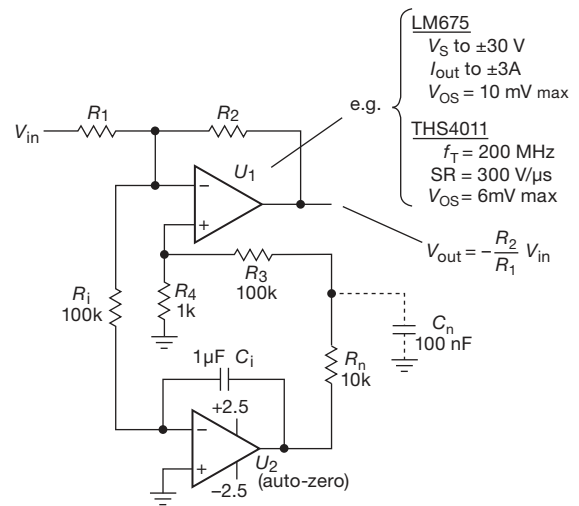 LM675
V_S to ±30 V
I_out to ±3A
V_OS = 10 mV max
e.g.
THS4011
f_T = 200 MHz
SR = 300 V/μs
V_OS = 6mV max
R_1
R_2
V_in
U_1
−
+
V_out = −R_2/R_1 V_in
R_3
100k
R_4
1k
R_i
100k
C_n
100 nF
R_n
10k
1μF C_i
+2.5
−
+
U_2
−2.5
(auto-zero)